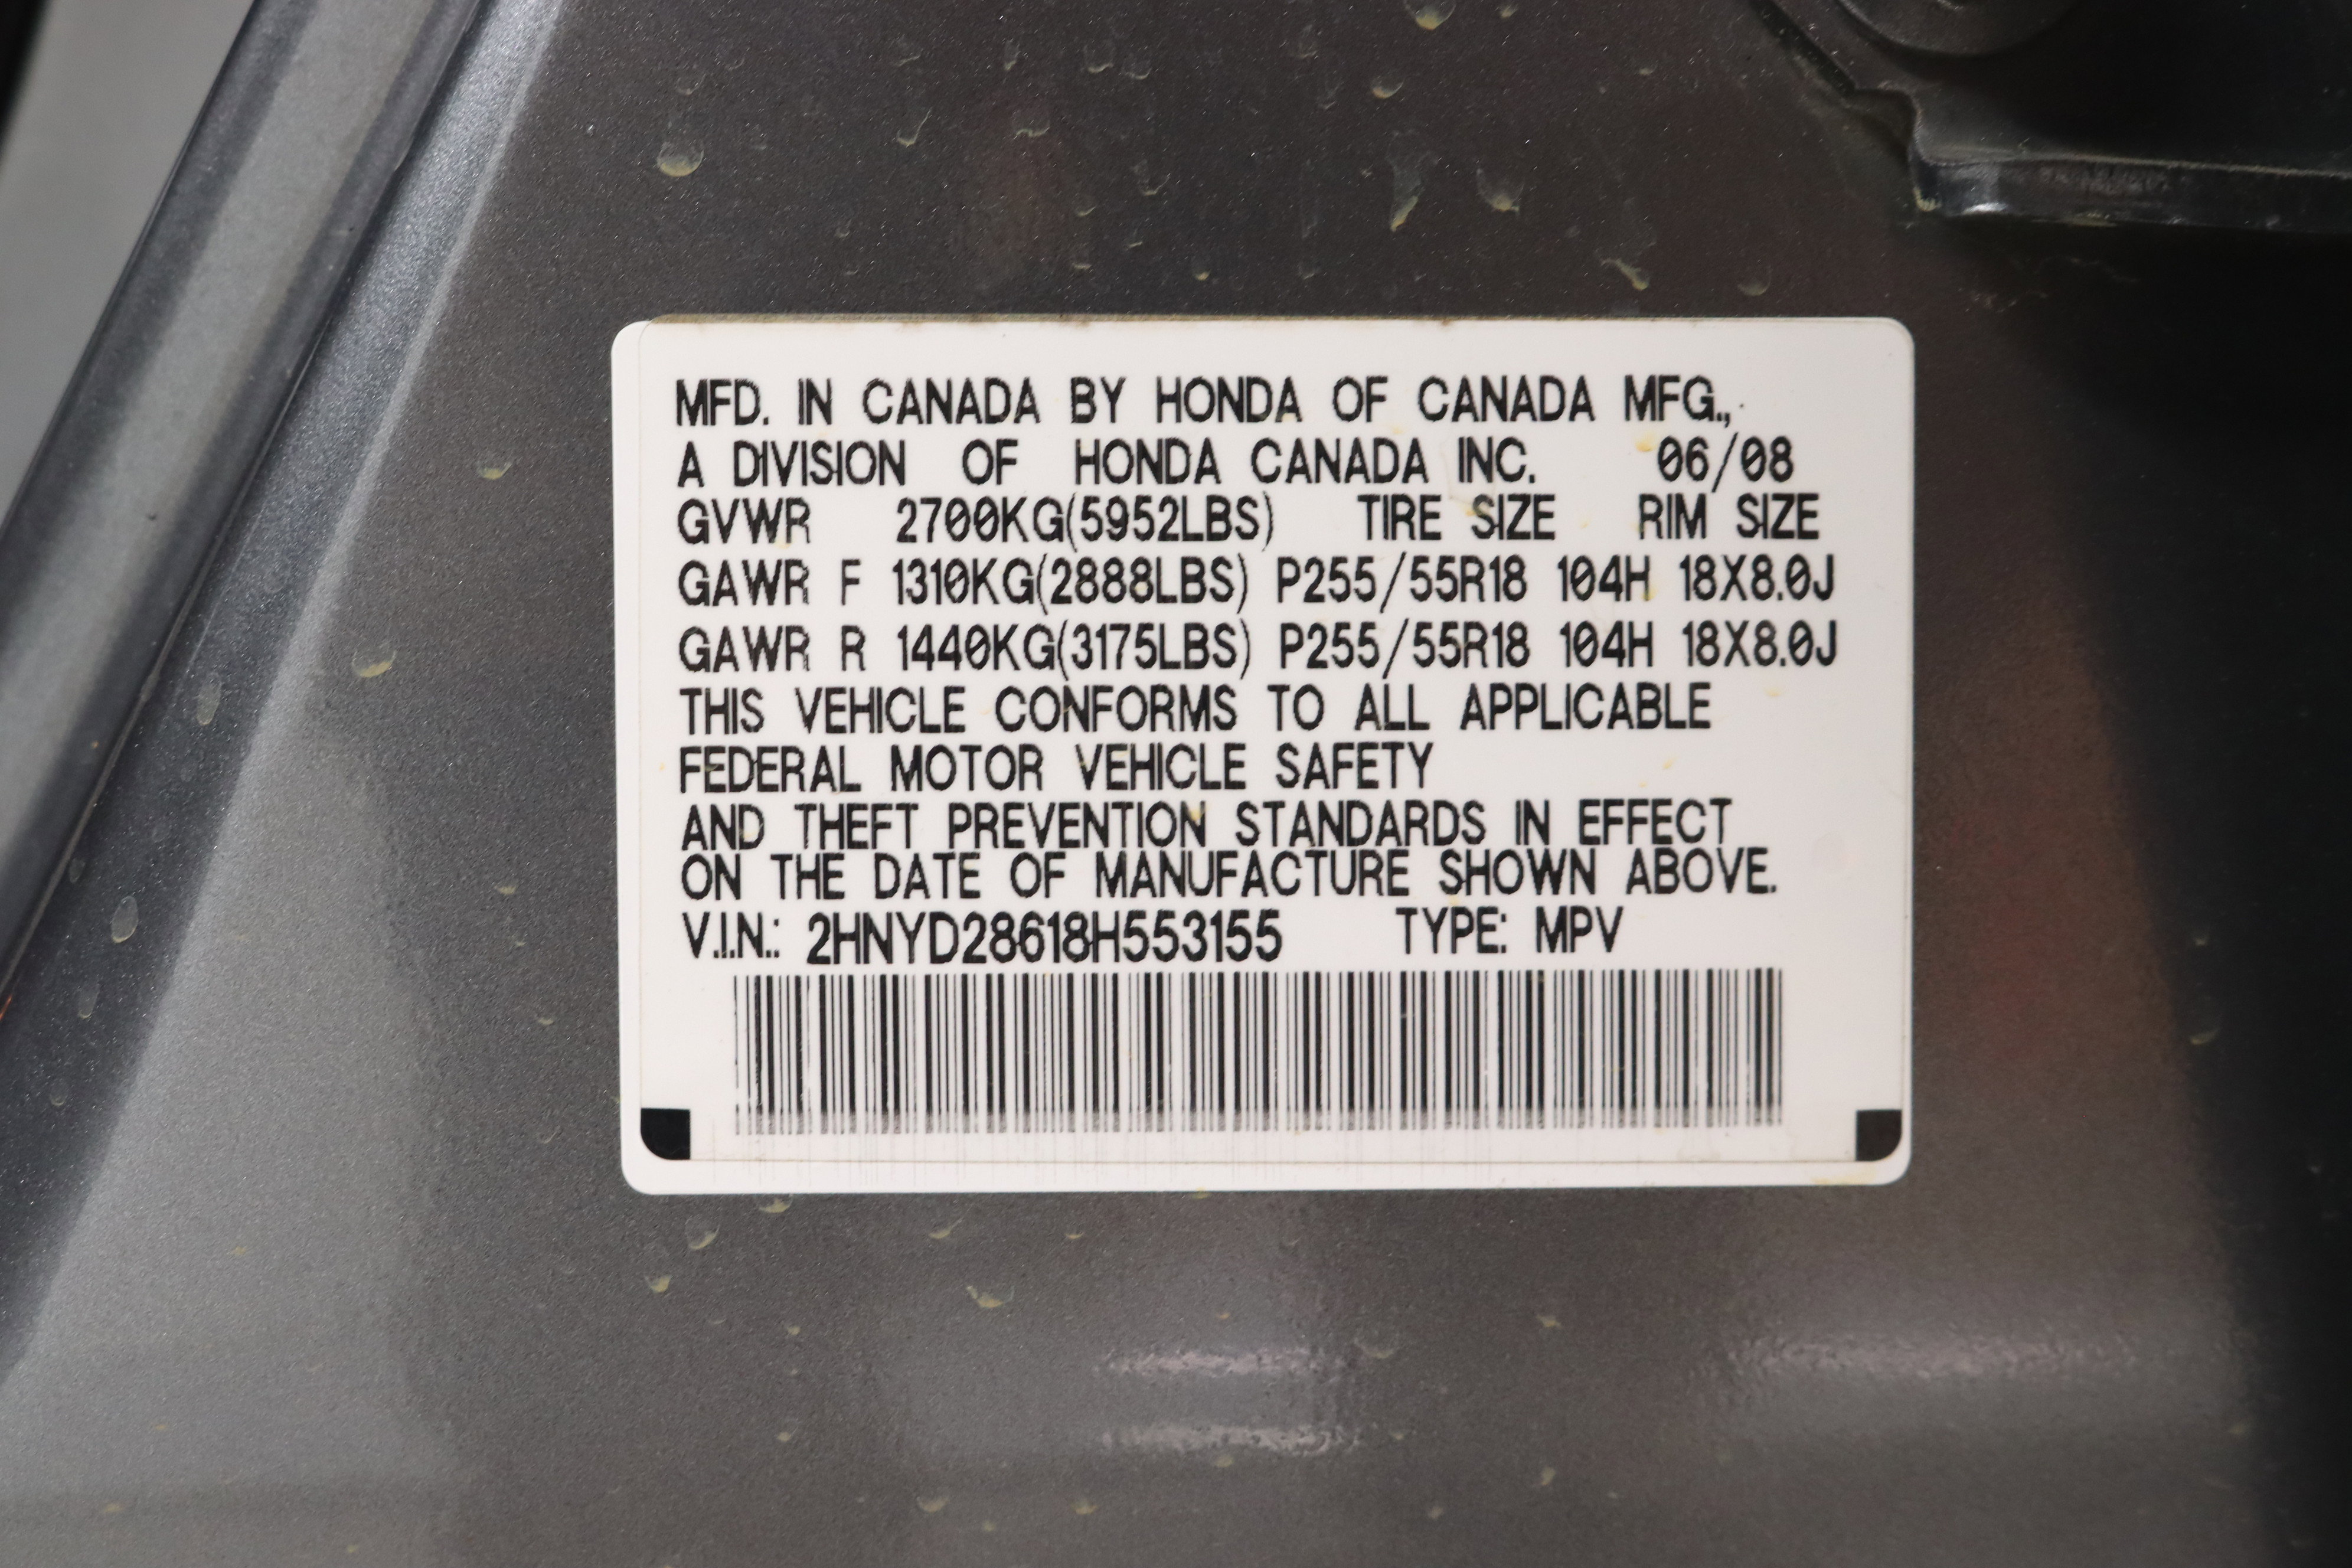 MFD. IN CANADA BY HONDA OF CANADA MFG.,
A DIVISION OF HONDA CANADA INC. 06/08
GVWR 2700KG(5952LBS) TIRE SIZE RIM SIZE
GAWR F 1310KG(2888LBS) P255/55R18 104H 18X8.0J
GAWR R 1440KG(3175LBS) P255/55R18 104H 18X8.0J
THIS VEHICLE CONFORMS TO ALL APPLICABLE
FEDERAL MOTOR VEHICLE SAFETY
AND THEFT PREVENTION STANDARDS IN EFFECT
ON THE DATE OF MANUFACTURE SHOWN ABOVE.
V.I.N.: 2HNYD28618H553155 TYPE: MPV